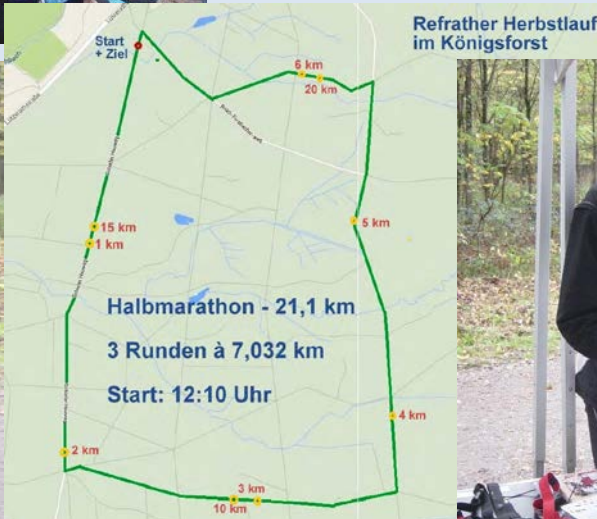 Refrather Herbstlauf
im Königsforst
Start
+ Ziel
6 km
20 km
15 km
1 km
5 km
Halbmarathon - 21,1 km
3 Runden à 7,032 km
Start: 12:10 Uhr
4 km
2 km
3 km
10 km